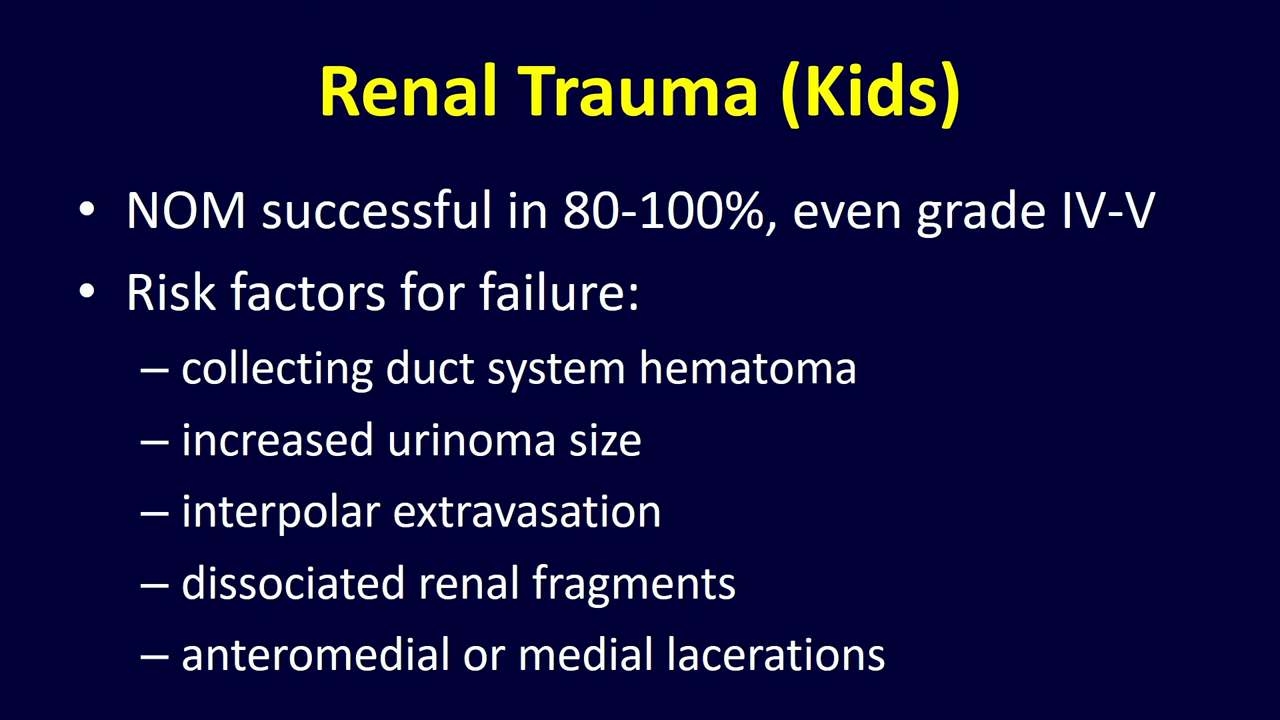 Renal Trauma (Kids)
• NOM successful in 80-100%, even grade IV-V
• Risk factors for failure:
– collecting duct system hematoma
– increased urinoma size
– interpolar extravasation
– dissociated renal fragments
– anteromedial or medial lacerations